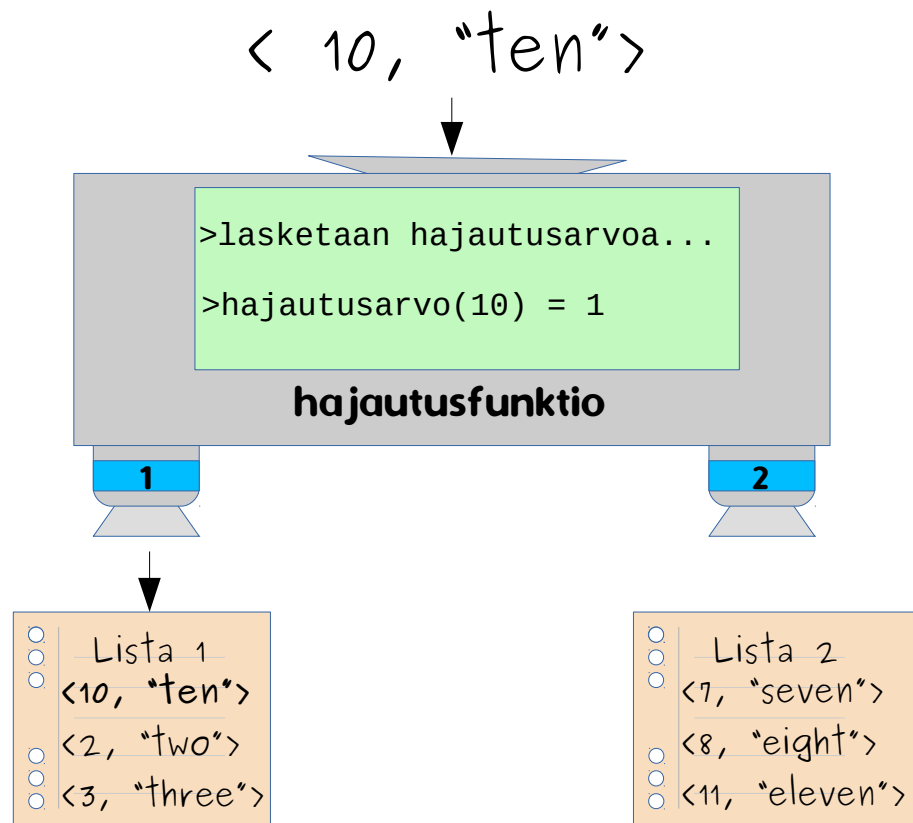 < 10, "ten">
>lasketaan hajautusarvoa...
>hajautusarvo(10) = 1
hajautusfunktio
1
2
Lista 1
<10, "ten">
<2, "two">
<3, "three">
Lista 2
<7, "seven">
<8, "eight">
<11, "eleven">